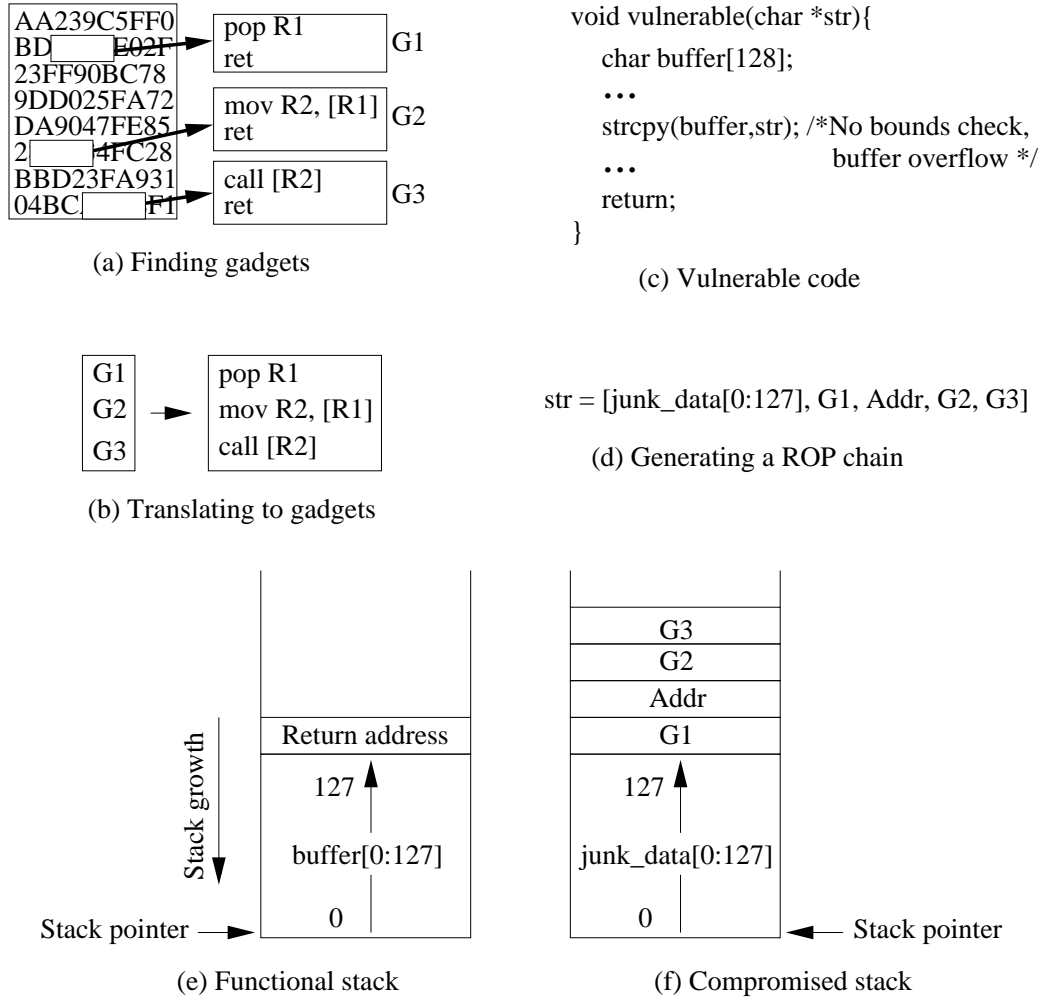 AA239C5FF0
BD E02F
23FF90BC78
9DD025FA72
DA9047FE85
2 4FC28
BBD23FA931
04BC F1
pop R1
ret
G1
mov R2, [R1]
ret
G2
call [R2]
ret
G3
(a) Finding gadgets
void vulnerable(char *str){
char buffer[128];
...
strcpy(buffer,str); /*No bounds check,
... buffer overflow */
return;
}
(c) Vulnerable code
G1
G2
G3
pop R1
mov R2, [R1]
call [R2]
(b) Translating to gadgets
str = [junk_data[0:127], G1, Addr, G2, G3]
(d) Generating a ROP chain
Return address
127
buffer[0:127]
0
Stack growth
Stack pointer
(e) Functional stack
G3
G2
Addr
G1
127
junk_data[0:127]
0
Stack pointer
(f) Compromised stack